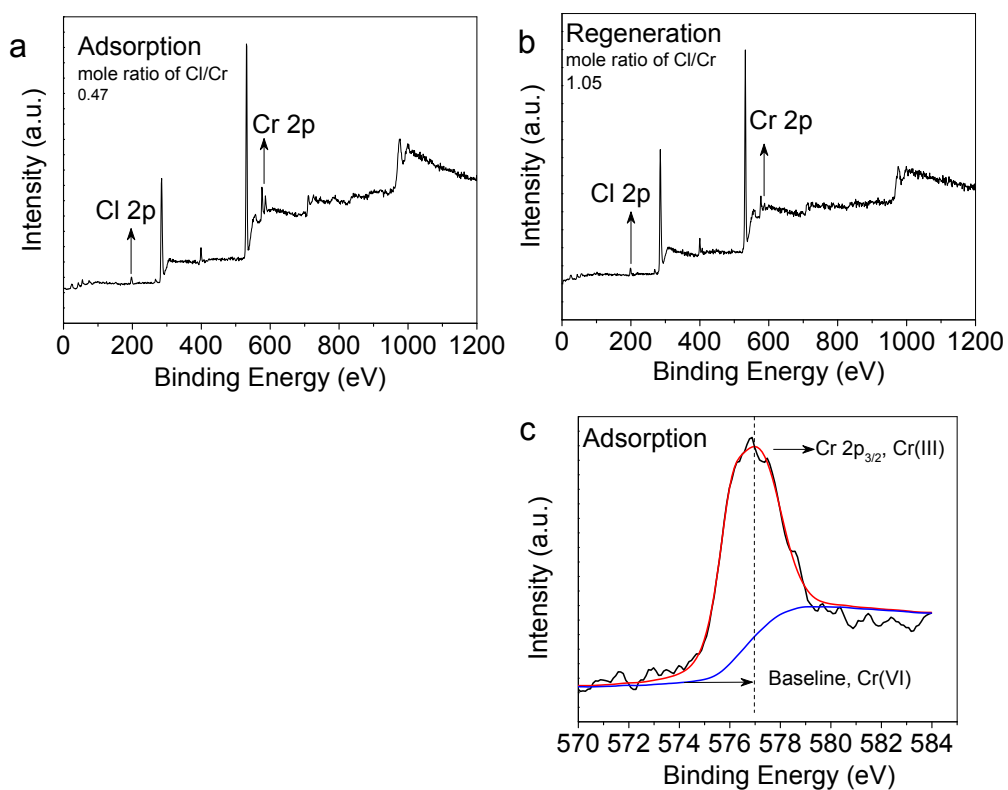 a
Adsorption
mole ratio of Cl/Cr
0.47
Cl 2p
Cr 2p
Intensity (a.u.)
0 200 400 600 800 1000 1200
Binding Energy (eV)
b
Regeneration
mole ratio of Cl/Cr
1.05
Cl 2p
Cr 2p
Intensity (a.u.)
0 200 400 600 800 1000 1200
Binding Energy (eV)
c
Adsorption
Cr 2p3/2, Cr(III)
Baseline, Cr(VI)
Intensity (a.u.)
570 572 574 576 578 580 582 584
Binding Energy (eV)